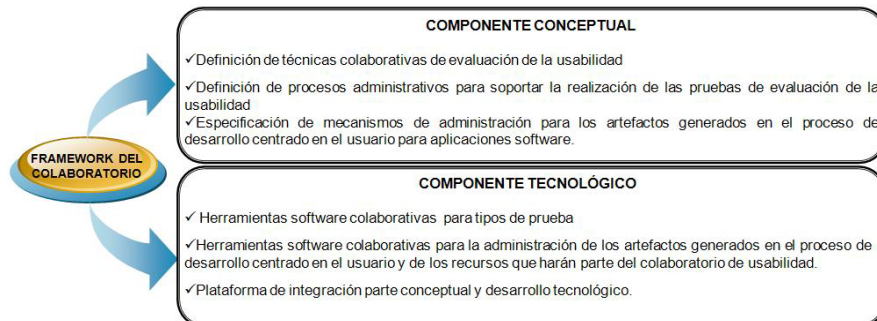 COMPONENTE CONCEPTUAL
✓Definición de técnicas colaborativas de evaluación de la usabilidad
✓Definición de procesos administrativos para soportar la realización de las pruebas de evaluación de la
usabilidad
✓Especificación de mecanismos de administración para los artefactos generados en el proceso de
desarrollo centrado en el usuario para aplicaciones software.
FRAMEWORK DEL
COLABORATORIO
COMPONENTE TECNOLÓGICO
✓ Herramientas software colaborativas para tipos de prueba
✓Herramientas software colaborativas para la administración de los artefactos generados en el proceso de
desarrollo centrado en el usuario y de los recursos que harán parte del colaboratorio de usabilidad.
✓Plataforma de integración parte conceptual y desarrollo tecnológico.